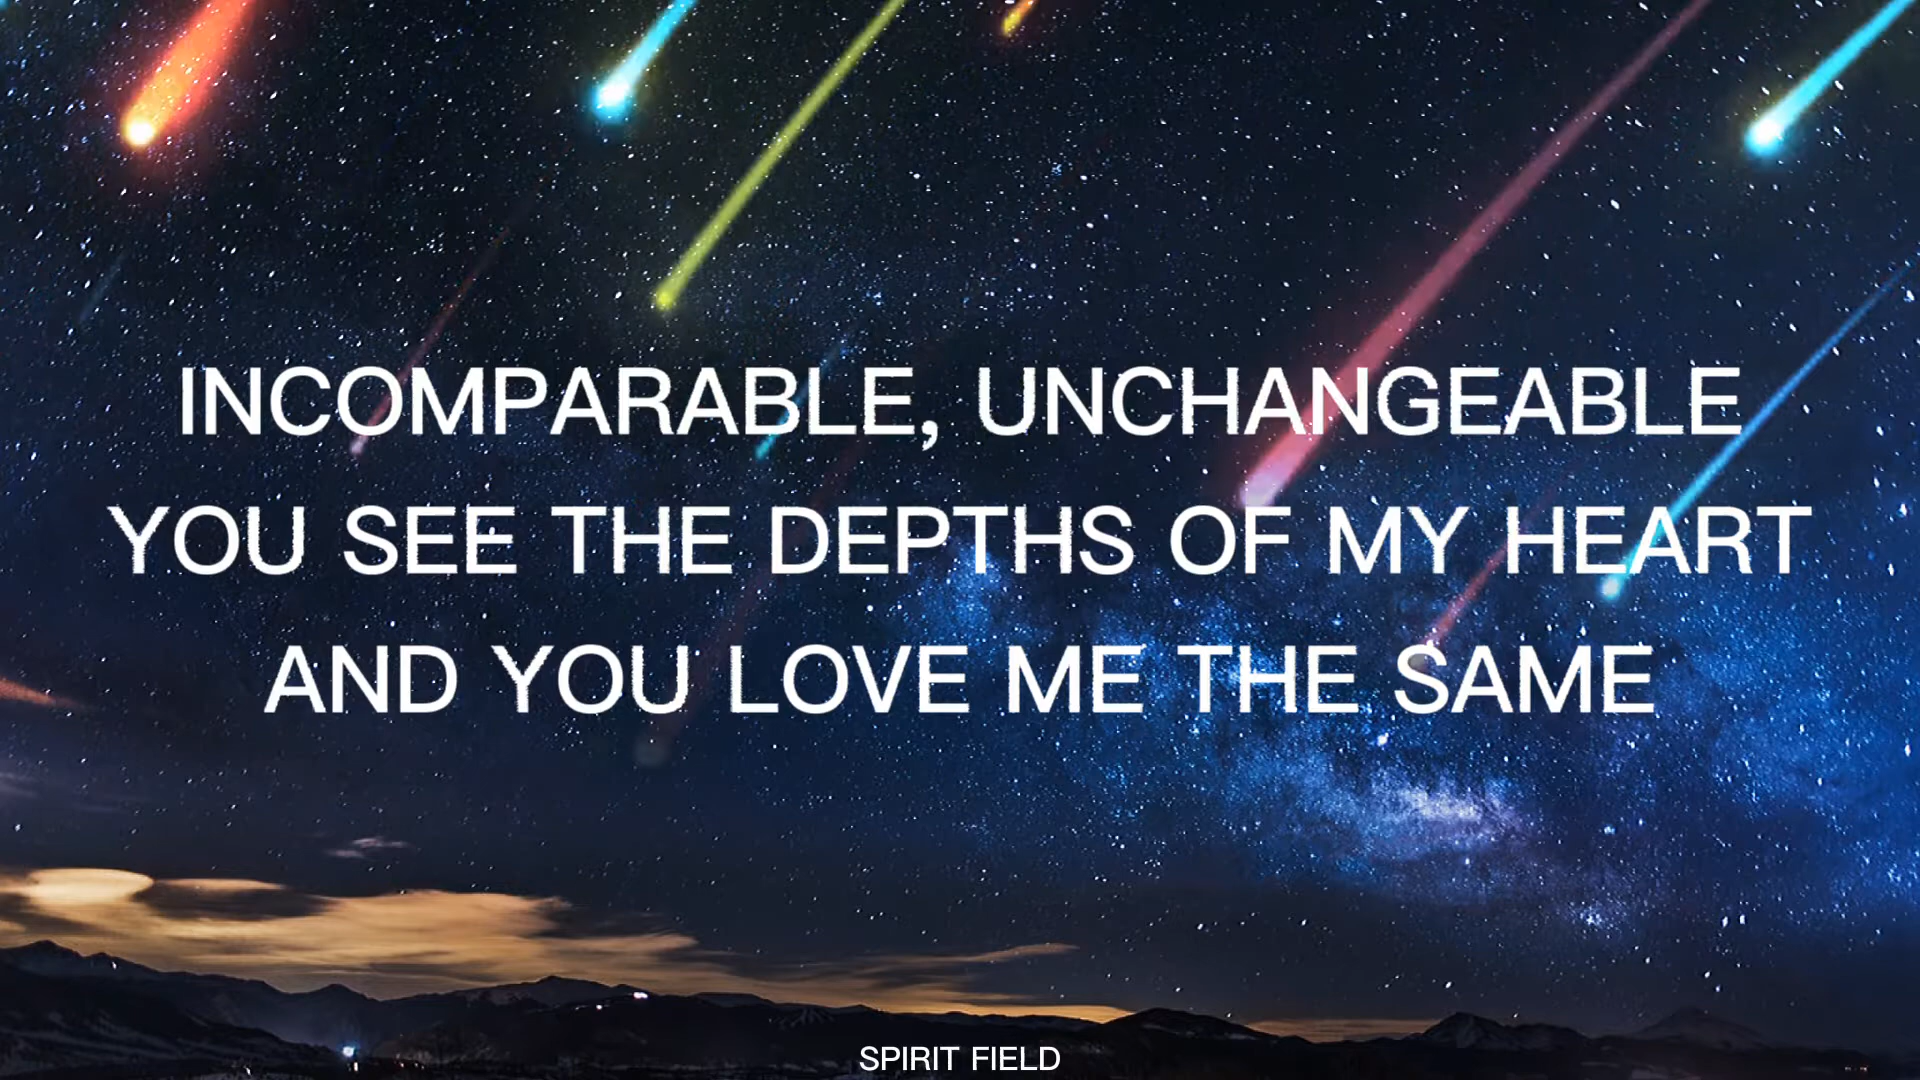 INCOMPARABLE, UNCHANGEABLE
YOU SEE THE DEPTHS OF MY HEART
AND YOU LOVE ME THE SAME
SPIRIT FIELD